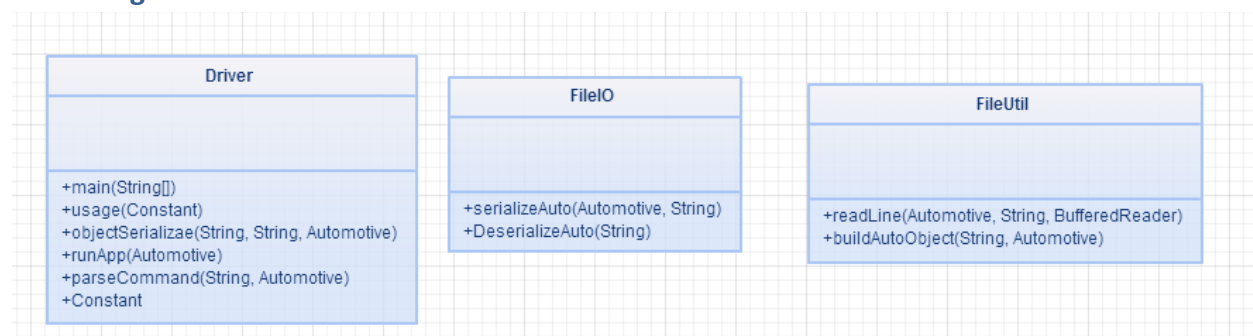 Driver
+main(String[])
+usage(Constant)
+objectSerializae(String, String, Automotive)
+runApp(Automotive)
+parseCommand(String, Automotive)
+Constant
FileIO
+serializeAuto(Automotive, String)
+DeserializeAuto(String)
FileUtil
+readLine(Automotive, String, BufferedReader)
+buildAutoObject(String, Automotive)